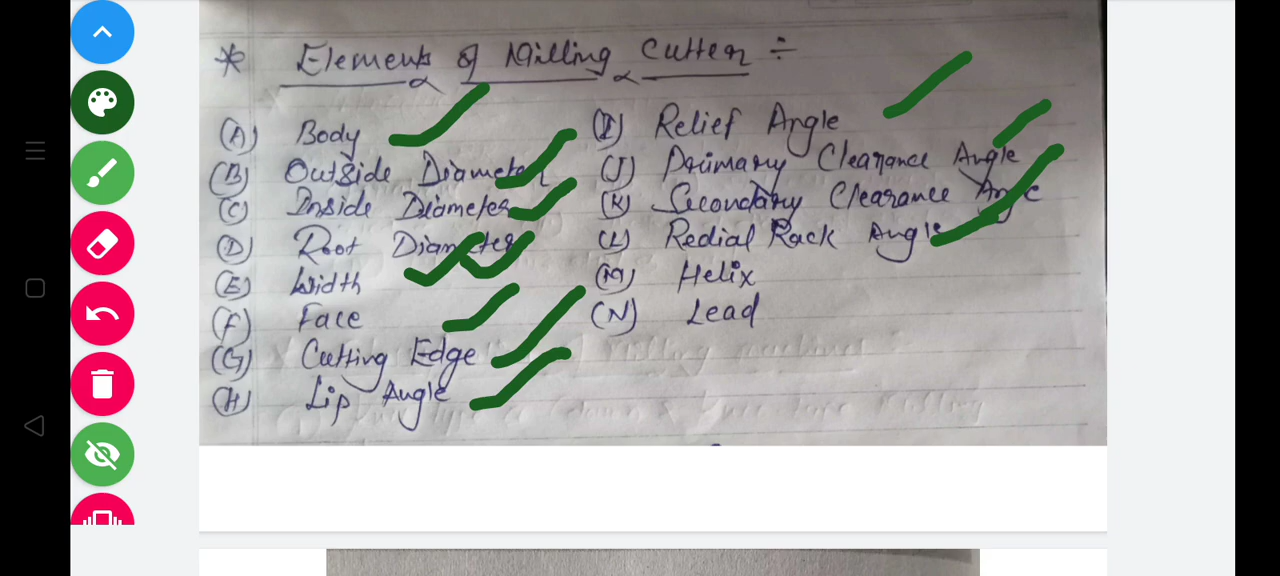 * Elements of Milling Cutter ÷
(A) Body
(B) Outside Diameter
(C) Inside Diameter
(D) Root Diameter
(E) Width
(F) Face
(G) Cutting Edge
(H) Lip Angle
(I) Relief Angle
(J) Primary Clearance Angle
(K) Secondary Clearance Angle
(L) Redial Rack Angle
(M) Helix
(N) Lead